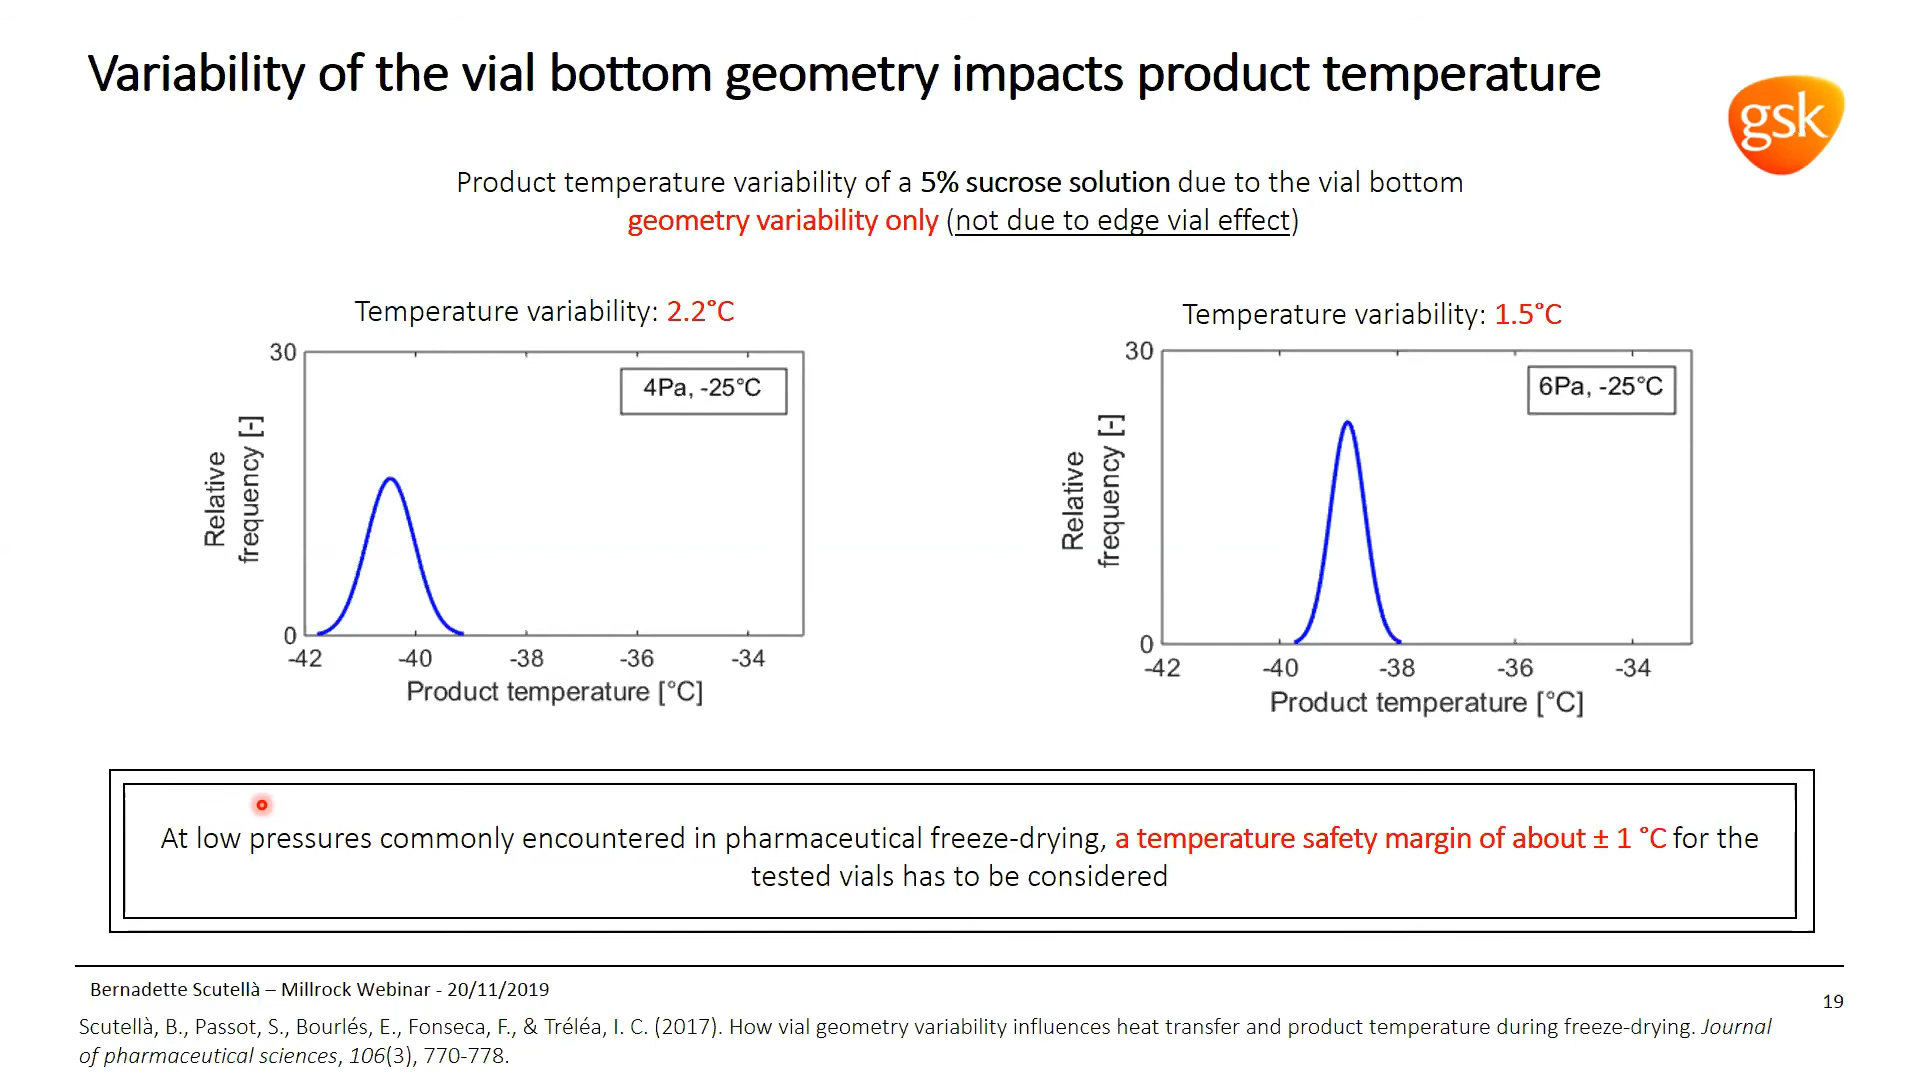 Variability of the vial bottom geometry impacts product temperature
gsk
Product temperature variability of a 5% sucrose solution due to the vial bottom
geometry variability only (not due to edge vial effect)
Temperature variability: 2.2°C
30
4Pa, -25°C
Relative
frequency [-]
0
-42 -40 -38 -36 -34
Product temperature [°C]
Temperature variability: 1.5°C
30
6Pa, -25°C
Relative
frequency [-]
0
-42 -40 -38 -36 -34
Product temperature [°C]
At low pressures commonly encountered in pharmaceutical freeze-drying, a temperature safety margin of about ± 1 °C for the
tested vials has to be considered
Bernadette Scutellà – Millrock Webinar - 20/11/2019
19
Scutellà, B., Passot, S., Bourlés, E., Fonseca, F., & Tréléa, I. C. (2017). How vial geometry variability influences heat transfer and product temperature during freeze-drying. Journal
of pharmaceutical sciences, 106(3), 770-778.